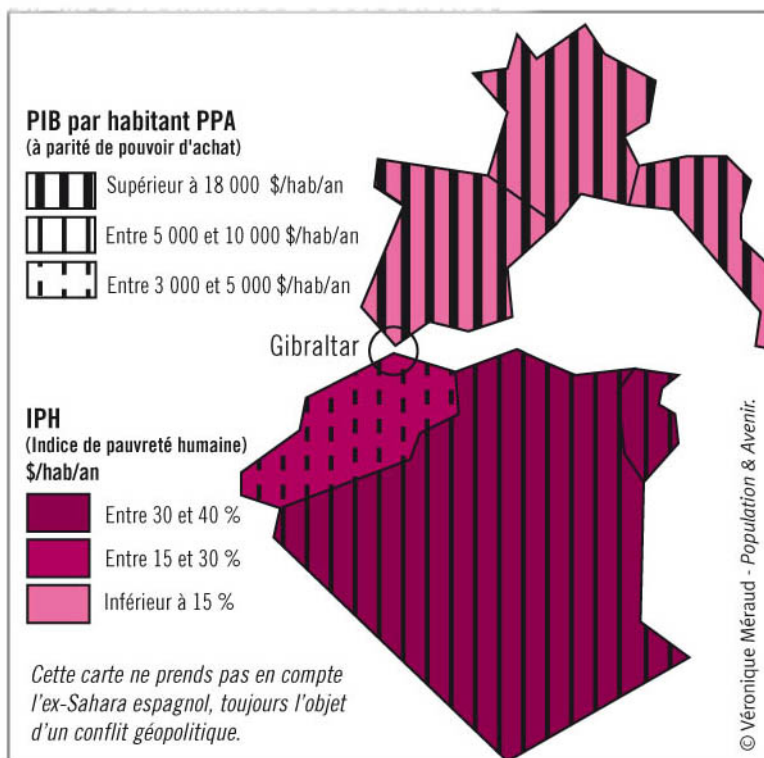 PIB par habitant PPA
(à parité de pouvoir d'achat)
Supérieur à 18 000 $/hab/an
Entre 5 000 et 10 000 $/hab/an
Entre 3 000 et 5 000 $/hab/an
Gibraltar
IPH
(Indice de pauvreté humaine)
$/hab/an
Entre 30 et 40 %
Entre 15 et 30 %
Inférieur à 15 %
Cette carte ne prends pas en compte
l'ex-Sahara espagnol, toujours l'objet
d'un conflit géopolitique.
© Véronique Méraud - Population & Avenir.